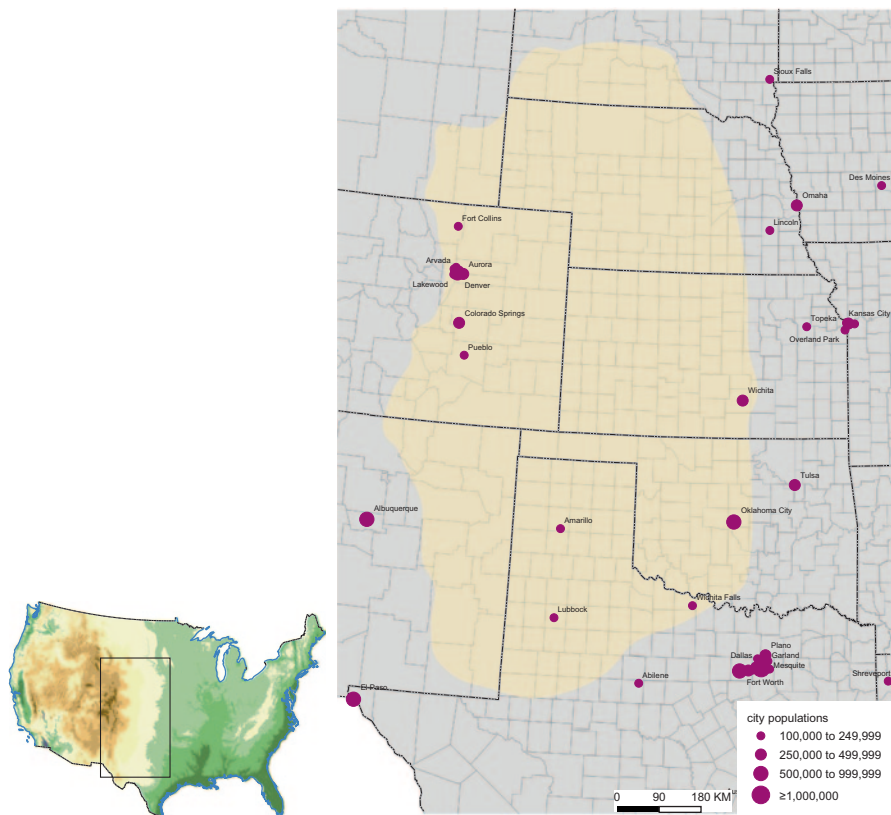 Sioux Falls
Des Moines
Omaha
Fort Collins
Lincoln
Arvada
Aurora
Lakewood
Denver
Colorado Springs
Topeka
Kansas City
Overland Park
Pueblo
Wichita
Tulsa
Albuquerque
Amarillo
Oklahoma City
Wichita Falls
Lubbock
Plano
Dallas
Garland
Mesquite
Abilene
Fort Worth
Shreveport
El Paso
city populations
100,000 to 249,999
250,000 to 499,999
500,000 to 999,999
≥1,000,000
0 90 180 KM